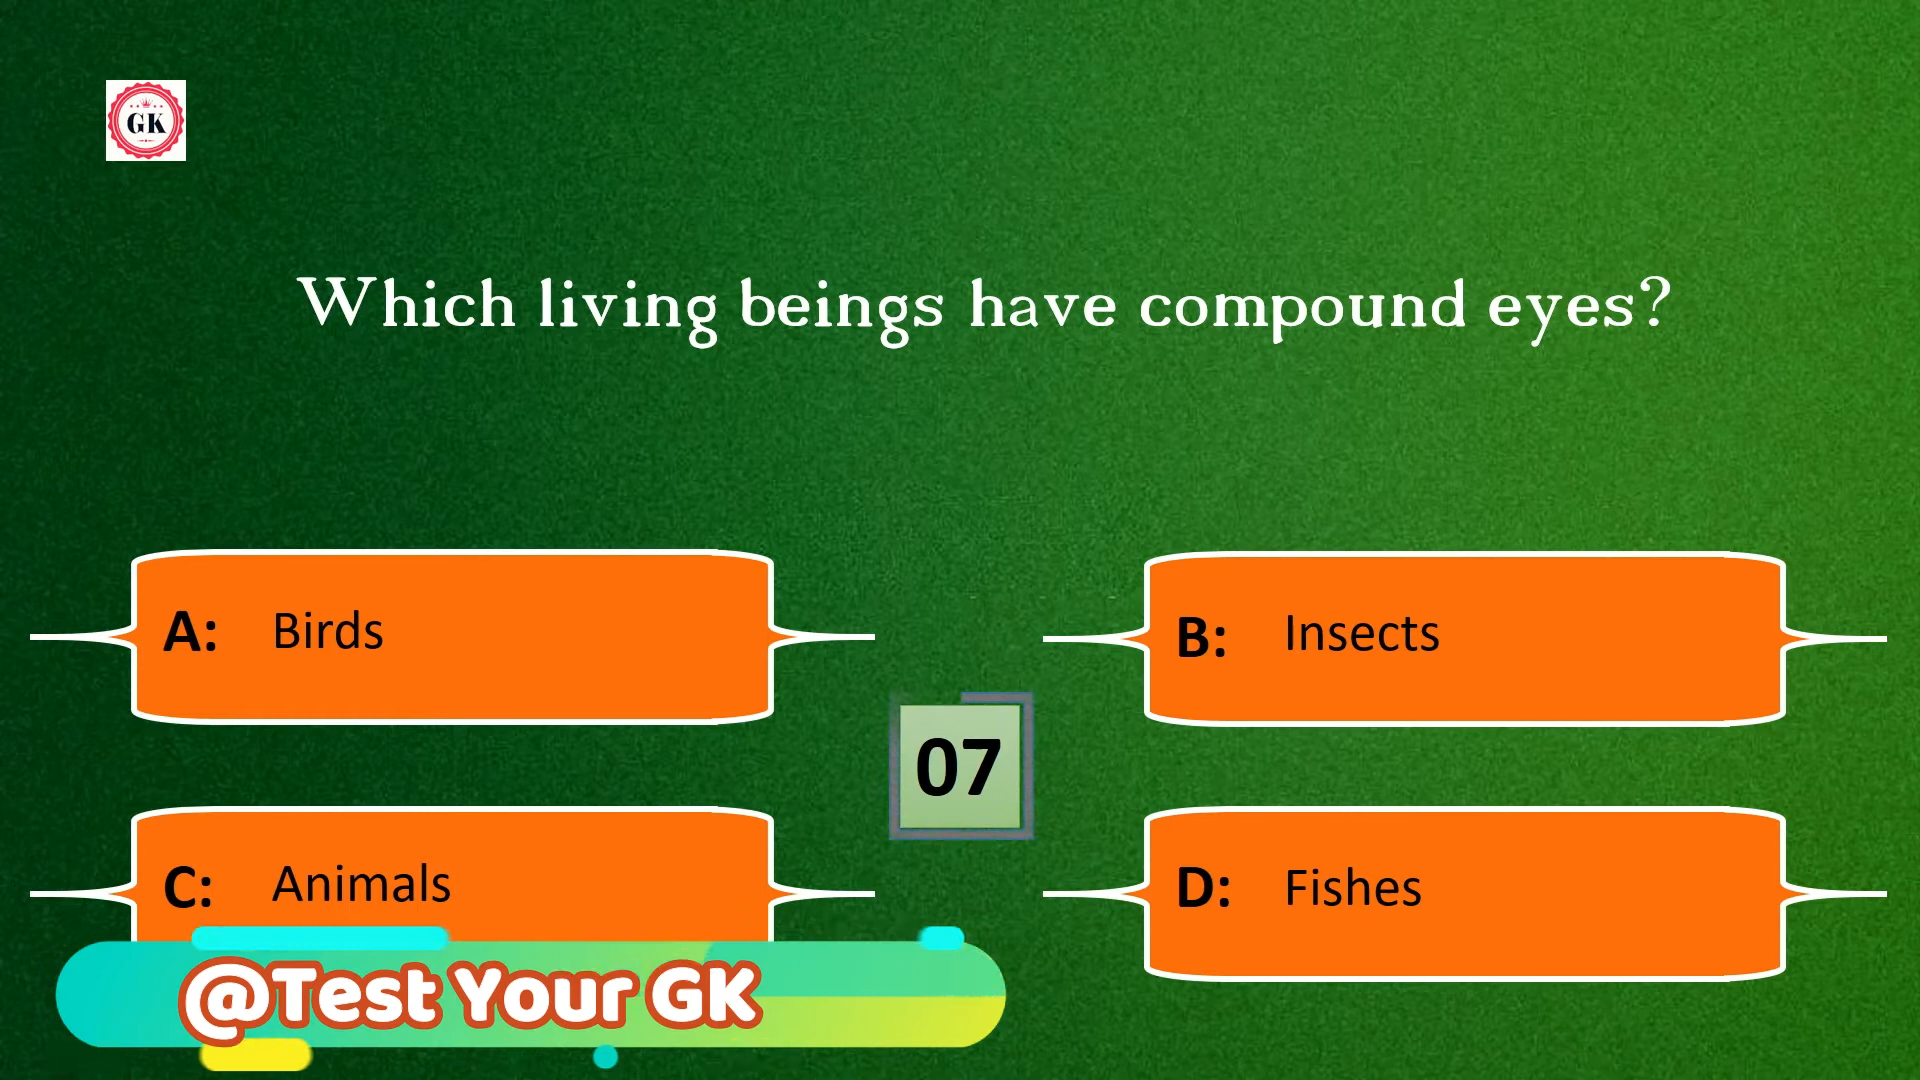 GK
Which living beings have compound eyes?
A: Birds
B: Insects
07
C: Animals
D: Fishes
@Test Your GK